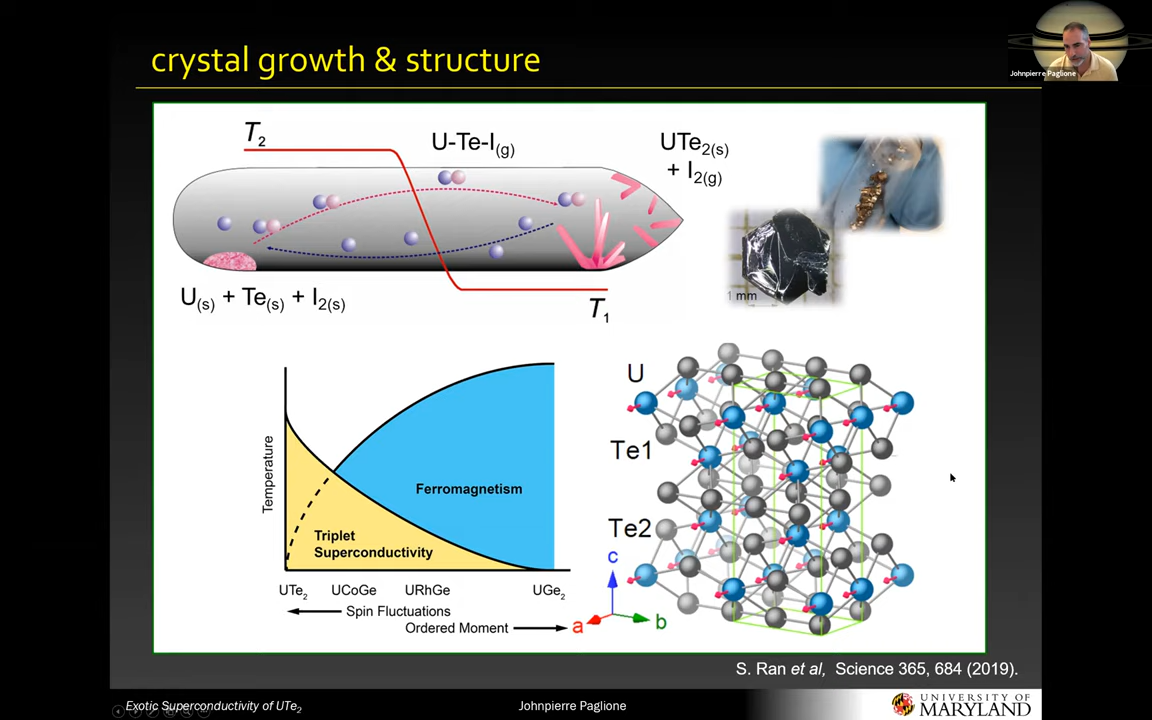 crystal growth & structure
Johnpierre Paglione
T2
U-Te-I(g)
UTe2(s)
+ I2(g)
U(s) + Te(s) + I2(s)
T1
1 mm
Temperature
Ferromagnetism
Triplet
Superconductivity
UTe2 UCoGe URhGe UGe2
Spin Fluctuations
Ordered Moment
U
Te1
Te2
c
a
b
S. Ran et al, Science 365, 684 (2019).
Exotic Superconductivity of UTe2
Johnpierre Paglione
UNIVERSITY OF
MARYLAND